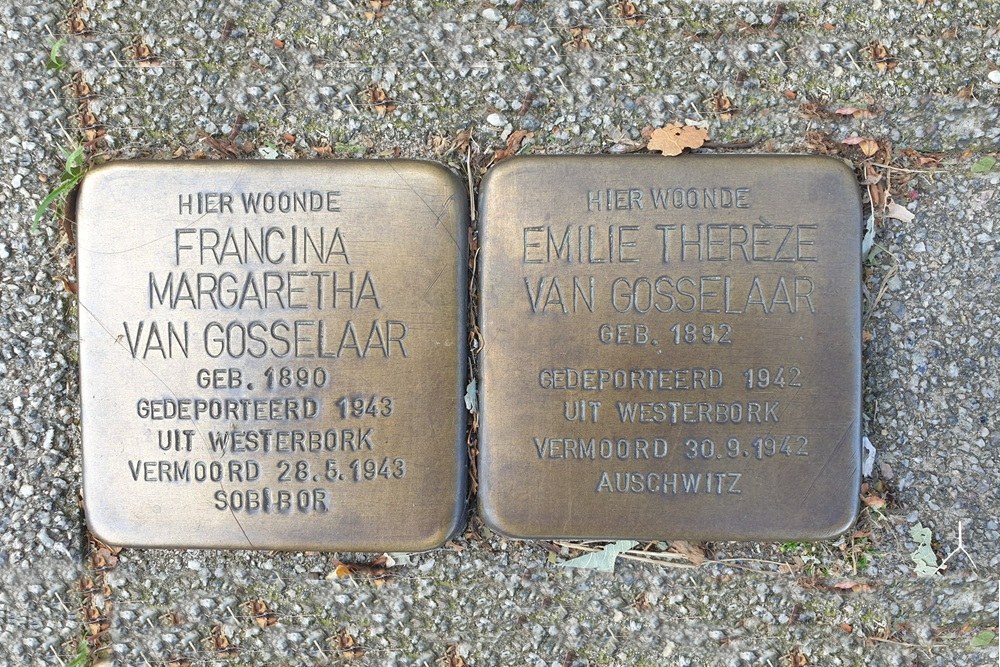 HIER WOONDE
FRANCINA
MARGARETHA
VAN GOSSELAAR
GEB. 1890
GEDEPORTEERD 1943
UIT WESTERBORK
VERMOORD 28.5.1943
SOBIBOR
HIER WOONDE
EMILIE THERÈZE
VAN GOSSELAAR
GEB. 1892
GEDEPORTEERD 1942
UIT WESTERBORK
VERMOORD 30.9.1942
AUSCHWITZ